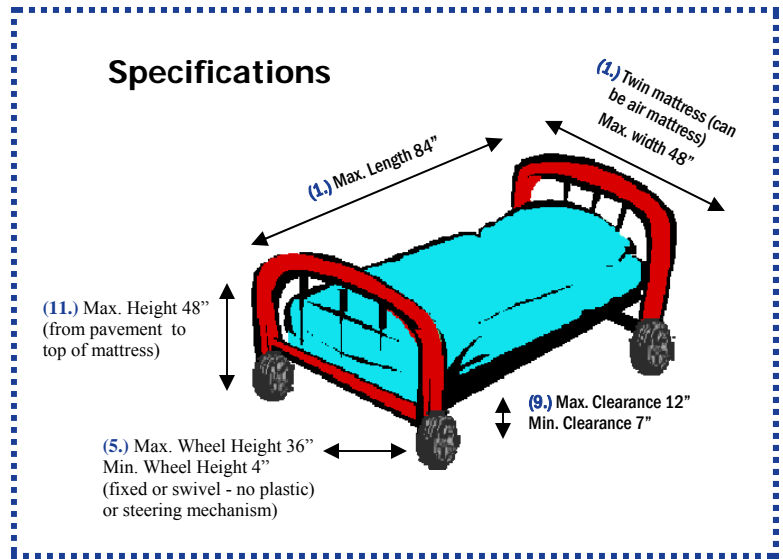 Specifications
(1.) Twin mattress (can
be air mattress)
Max. width 48”
(1.) Max. Length 84”
(11.) Max. Height 48”
(from pavement to
top of mattress)
(9.) Max. Clearance 12”
Min. Clearance 7”
(5.) Max. Wheel Height 36”
Min. Wheel Height 4”
(fixed or swivel - no plastic)
or steering mechanism)